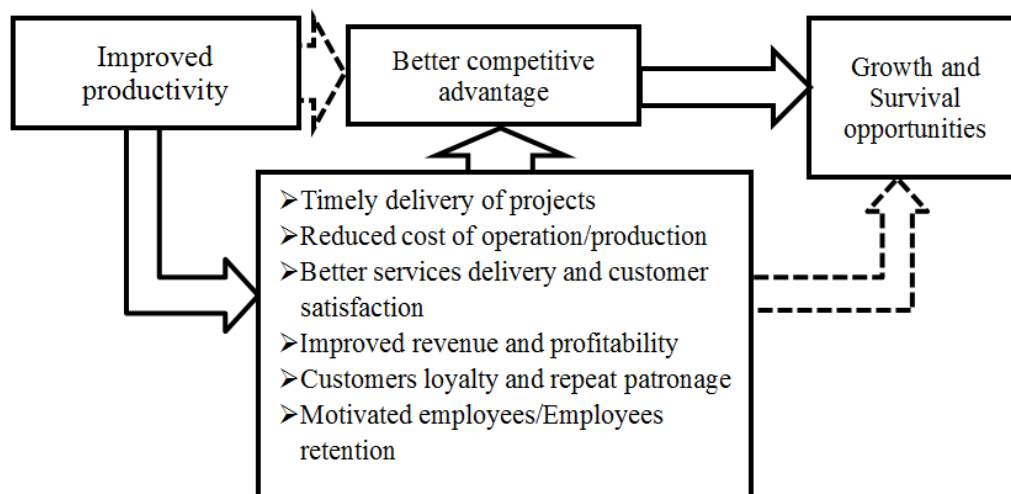 Improved
productivity
Better competitive
advantage
Growth and
Survival
opportunities
➢Timely delivery of projects
➢Reduced cost of operation/production
➢Better services delivery and customer
satisfaction
➢Improved revenue and profitability
➢Customers loyalty and repeat patronage
➢Motivated employees/Employees
retention